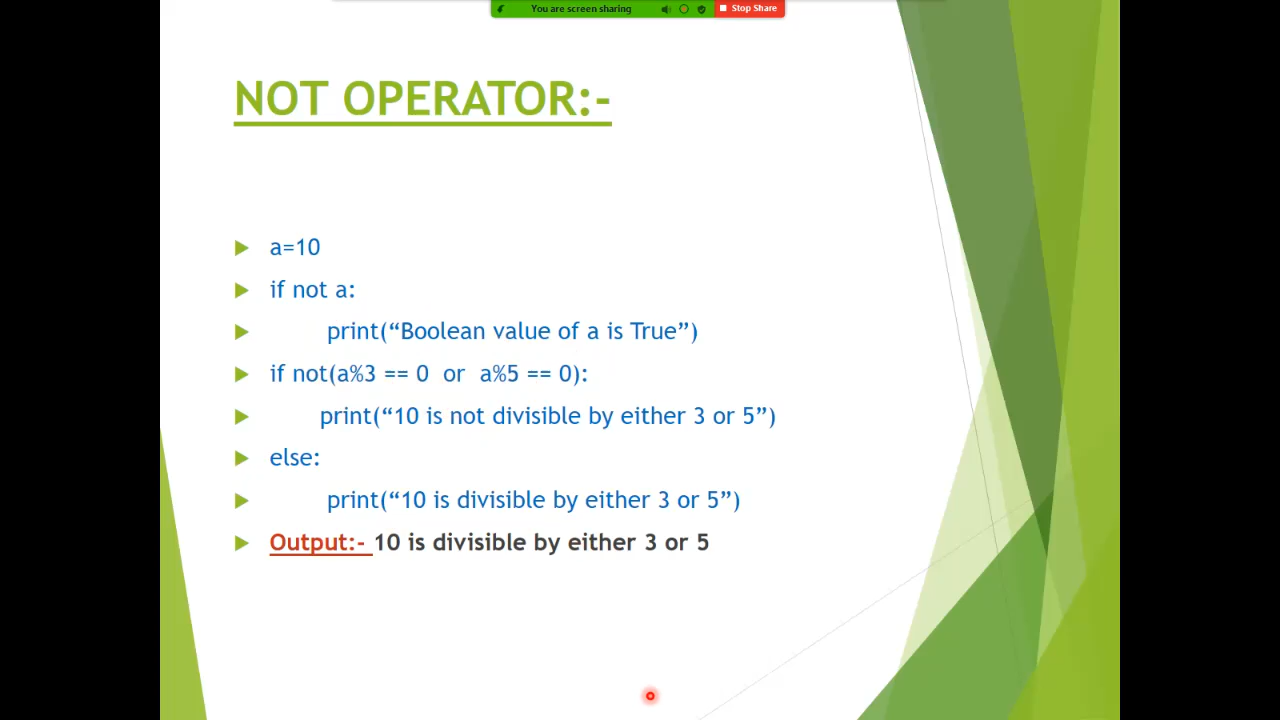 You are screen sharing
Stop Share
NOT OPERATOR:-
a=10
if not a:
print(“Boolean value of a is True”)
if not(a%3 == 0 or a%5 == 0):
print(“10 is not divisible by either 3 or 5”)
else:
print(“10 is divisible by either 3 or 5”)
Output:- 10 is divisible by either 3 or 5